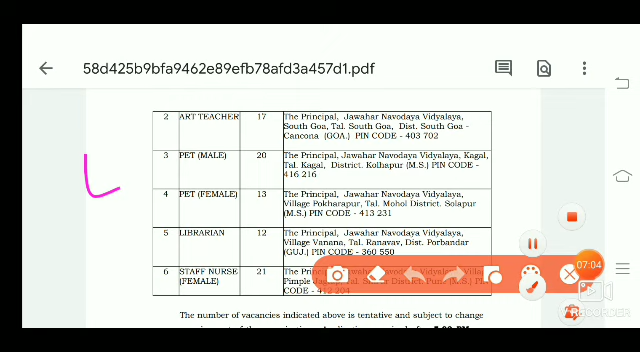 58d425b9bfa9462e89efb78afd3a457d1.pdf
2 ART TEACHER 17 The Principal, Jawahar Navodaya Vidyalaya,
South Goa, Tal. South Goa, Dist. South Goa -
Cancona (GOA.) PIN CODE - 403 702
3 PET (MALE) 20 The Principal, Jawahar Navodaya Vidyalaya, Kagal,
Tal. Kagal, District. Kolhapur (M.S.) PIN CODE -
416 216
4 PET (FEMALE) 13 The Principal, Jawahar Navodaya Vidyalaya,
Village Pokharapur, Tal. Mohol District. Solapur
(M.S.) PIN CODE - 413 231
5 LIBRARIAN 12 The Principal, Jawahar Navodaya Vidyalaya,
Village Vanana, Tal. Ranavav, Dist. Porbandar
(GUJ.) PIN CODE - 360 550
6 STAFF NURSE (FEMALE) 21 The
Pimple
CODE - 412 204
07:04
RECORDER
The number of vacancies indicated above is tentative and subject to change